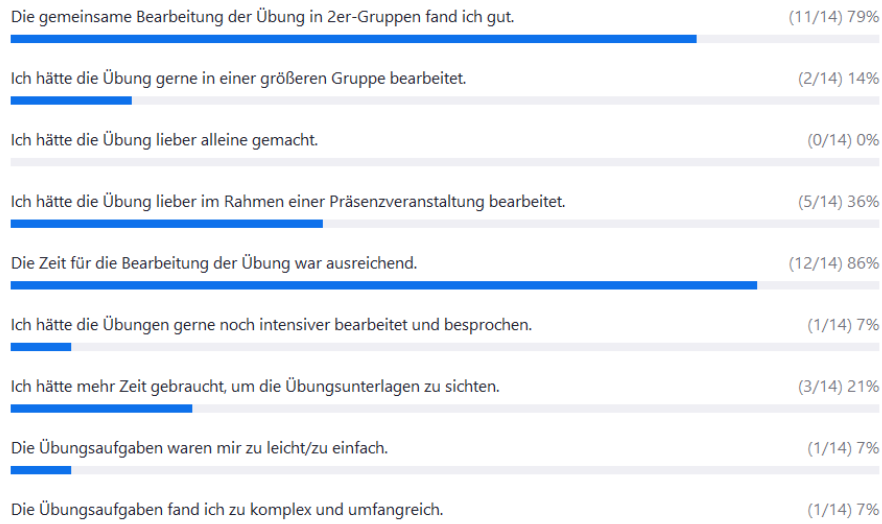 Die gemeinsame Bearbeitung der Übung in 2er-Gruppen fand ich gut. (11/14) 79%
Ich hätte die Übung gerne in einer größeren Gruppe bearbeitet. (2/14) 14%
Ich hätte die Übung lieber alleine gemacht. (0/14) 0%
Ich hätte die Übung lieber im Rahmen einer Präsenzveranstaltung bearbeitet. (5/14) 36%
Die Zeit für die Bearbeitung der Übung war ausreichend. (12/14) 86%
Ich hätte die Übungen gerne noch intensiver bearbeitet und besprochen. (1/14) 7%
Ich hätte mehr Zeit gebraucht, um die Übungsunterlagen zu sichten. (3/14) 21%
Die Übungsaufgaben waren mir zu leicht/zu einfach. (1/14) 7%
Die Übungsaufgaben fand ich zu komplex und umfangreich. (1/14) 7%